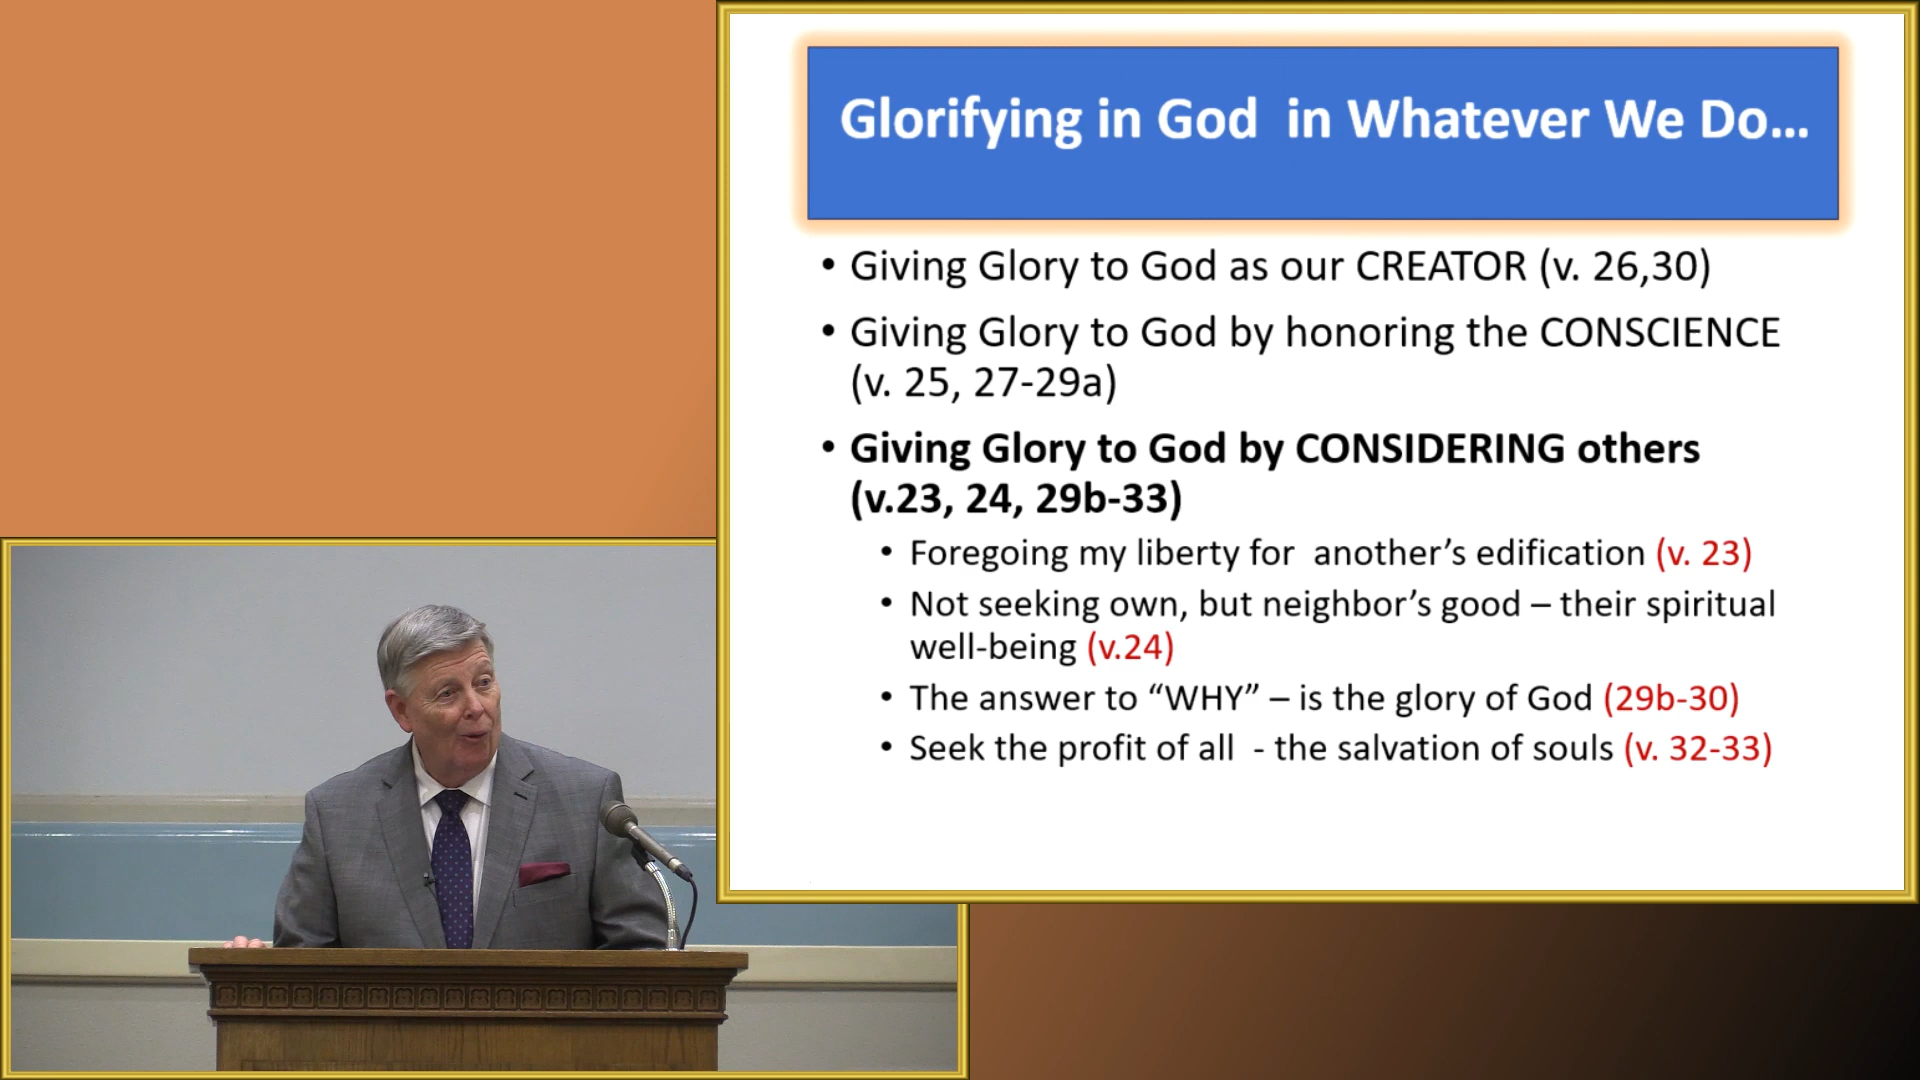 Glorifying in God  in Whatever We Do...
• Giving Glory to God as our CREATOR (v. 26,30)
• Giving Glory to God by honoring the CONSCIENCE
(v. 25, 27-29a)
• Giving Glory to God by CONSIDERING others
(v.23, 24, 29b-33)
• Foregoing my liberty for  another’s edification (v. 23)
• Not seeking own, but neighbor’s good – their spiritual
well-being (v.24)
• The answer to “WHY” – is the glory of God (29b-30)
• Seek the profit of all  - the salvation of souls (v. 32-33)